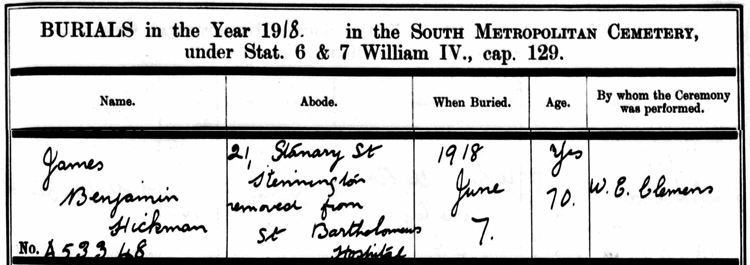 BURIALS in the Year 1918. in the SOUTH METROPOLITAN CEMETERY,
under Stat. 6 & 7 William IV., cap. 129.
Name. Abode. When Buried. Age. By whom the Ceremony was performed.
James
Benjamin
Hickman
No. A53348
21, Stanary St
Stennington
removed from
St Bartholomews
Hospital
1918
June
7.
Yrs
70.
W. E. Clemens